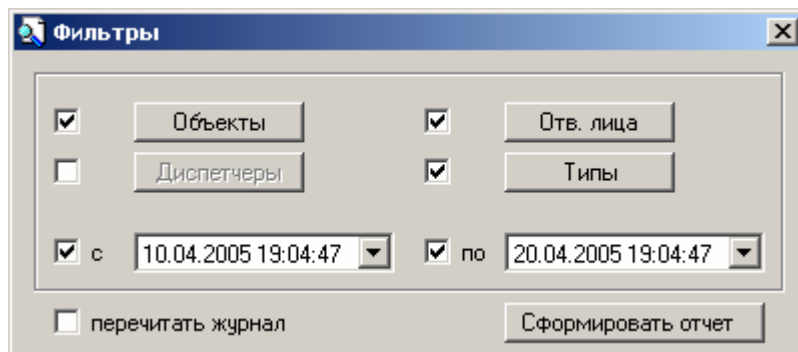 Фильтры
Объекты Отв. лица
Диспетчеры Типы
с 10.04.2005 19:04:47 по 20.04.2005 19:04:47
перечитать журнал Сформировать отчет